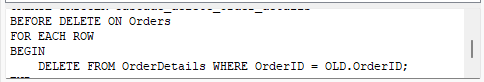 BEFORE DELETE ON Orders
FOR EACH ROW
BEGIN
    DELETE FROM OrderDetails WHERE OrderID = OLD.OrderID;